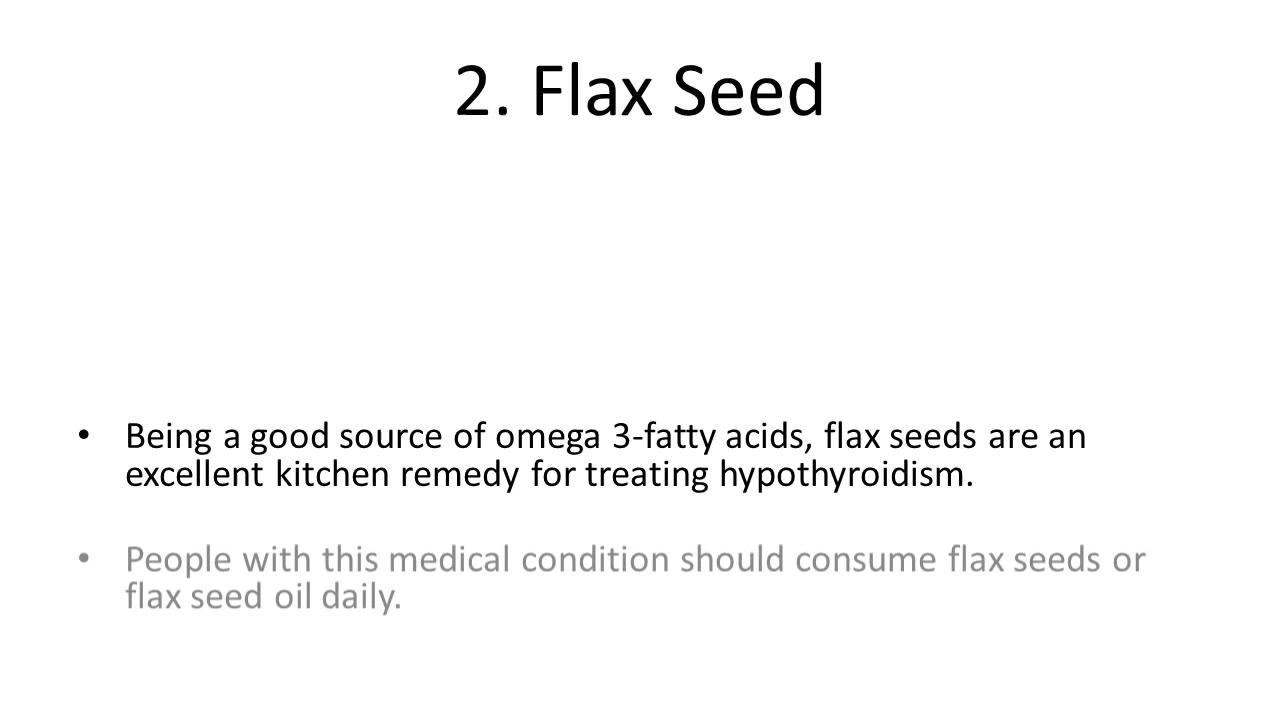 2. Flax Seed
• Being a good source of omega 3-fatty acids, flax seeds are an
excellent kitchen remedy for treating hypothyroidism.
• People with this medical condition should consume flax seeds or
flax seed oil daily.